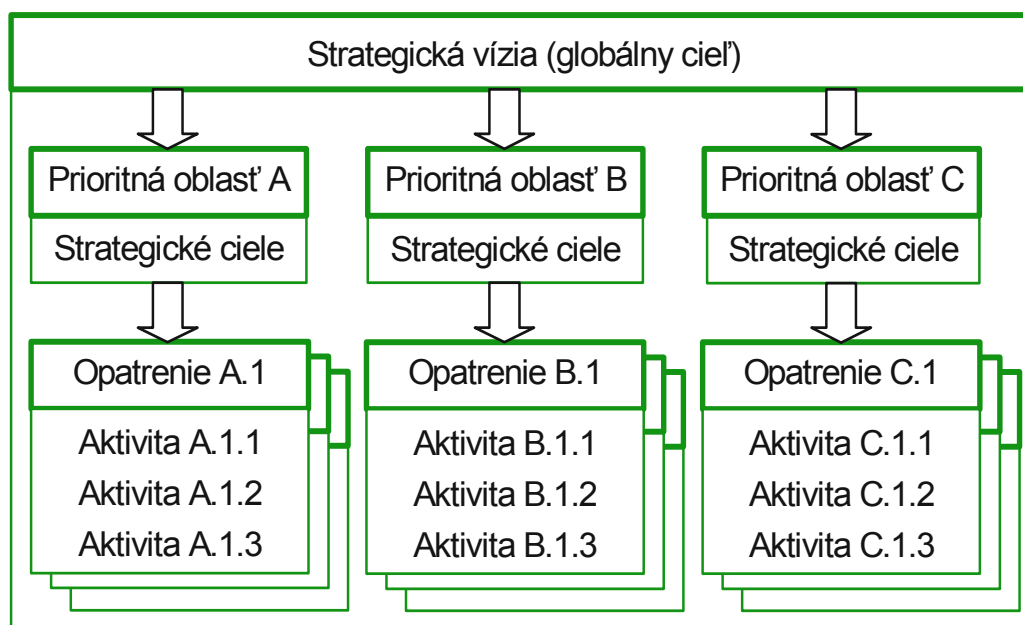 Strategická vízia (globálny cieľ)
Prioritná oblasť A
Prioritná oblasť B
Prioritná oblasť C
Strategické ciele
Strategické ciele
Strategické ciele
Opatrenie A.1
Opatrenie B.1
Opatrenie C.1
Aktivita A.1.1
Aktivita B.1.1
Aktivita C.1.1
Aktivita A.1.2
Aktivita B.1.2
Aktivita C.1.2
Aktivita A.1.3
Aktivita B.1.3
Aktivita C.1.3